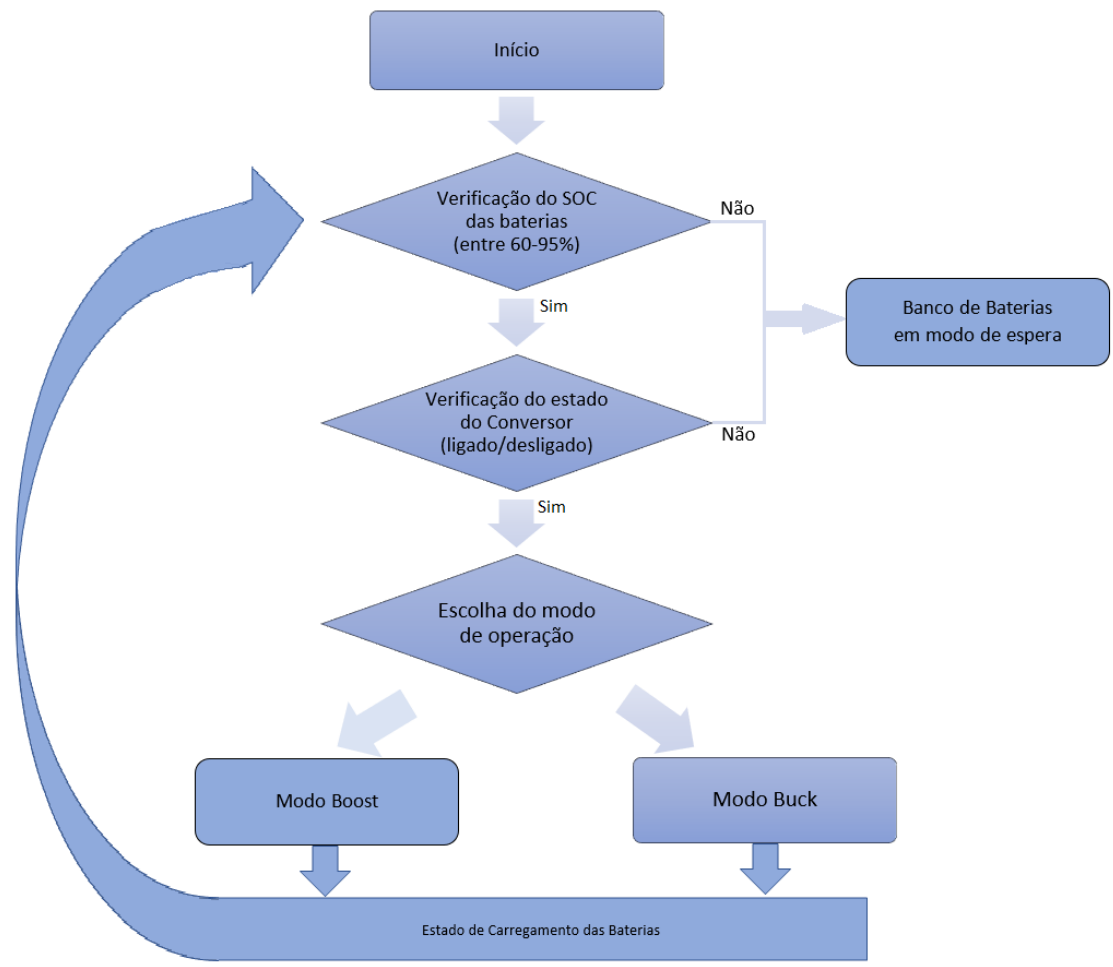 Início
Verificação do SOC
das baterias
(entre 60-95%)
Não
Sim
Banco de Baterias
em modo de espera
Verificação do estado
do Conversor
(ligado/desligado)
Não
Sim
Escolha do modo
de operação
Modo Boost
Modo Buck
Estado de Carregamento das Baterias